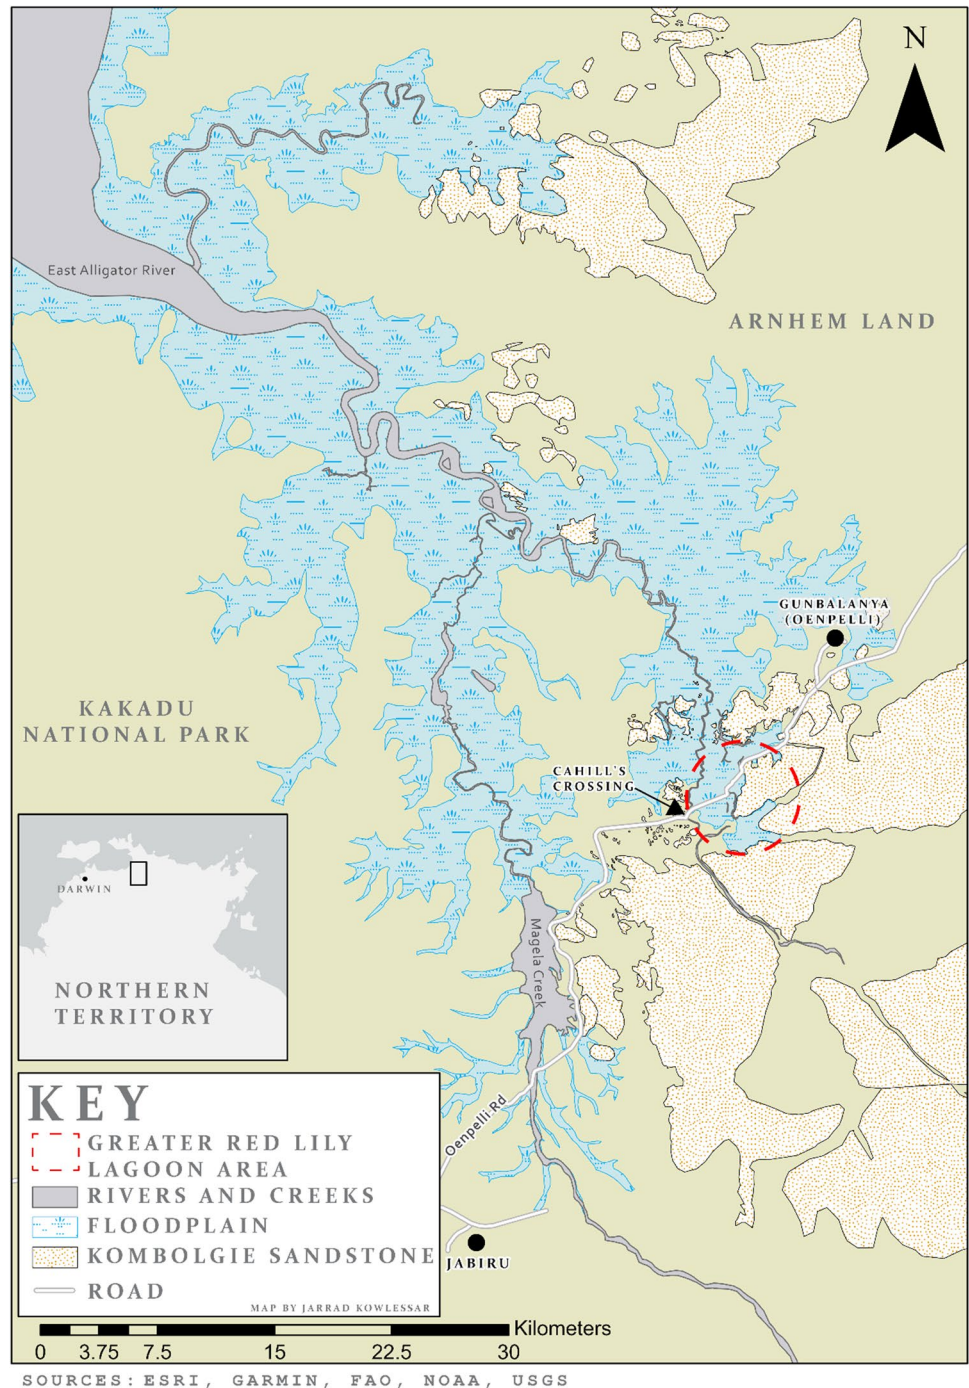 N
East Alligator River
ARNHEM LAND
GUNBALANYA
(OENPELLI)
KAKADU
NATIONAL PARK
CAHILL'S
CROSSING
DARWIN
NORTHERN
TERRITORY
Magela Creek
Oenpelli Rd
JABIRU
KEY
GREATER RED LILY
LAGOON AREA
RIVERS AND CREEKS
FLOODPLAIN
KOMBOLGIE SANDSTONE
ROAD
MAP BY JARRAD KOWLESSAR
Kilometers
0 3.75 7.5 15 22.5 30
SOURCES: ESRI, GARMIN, FAO, NOAA, USGS